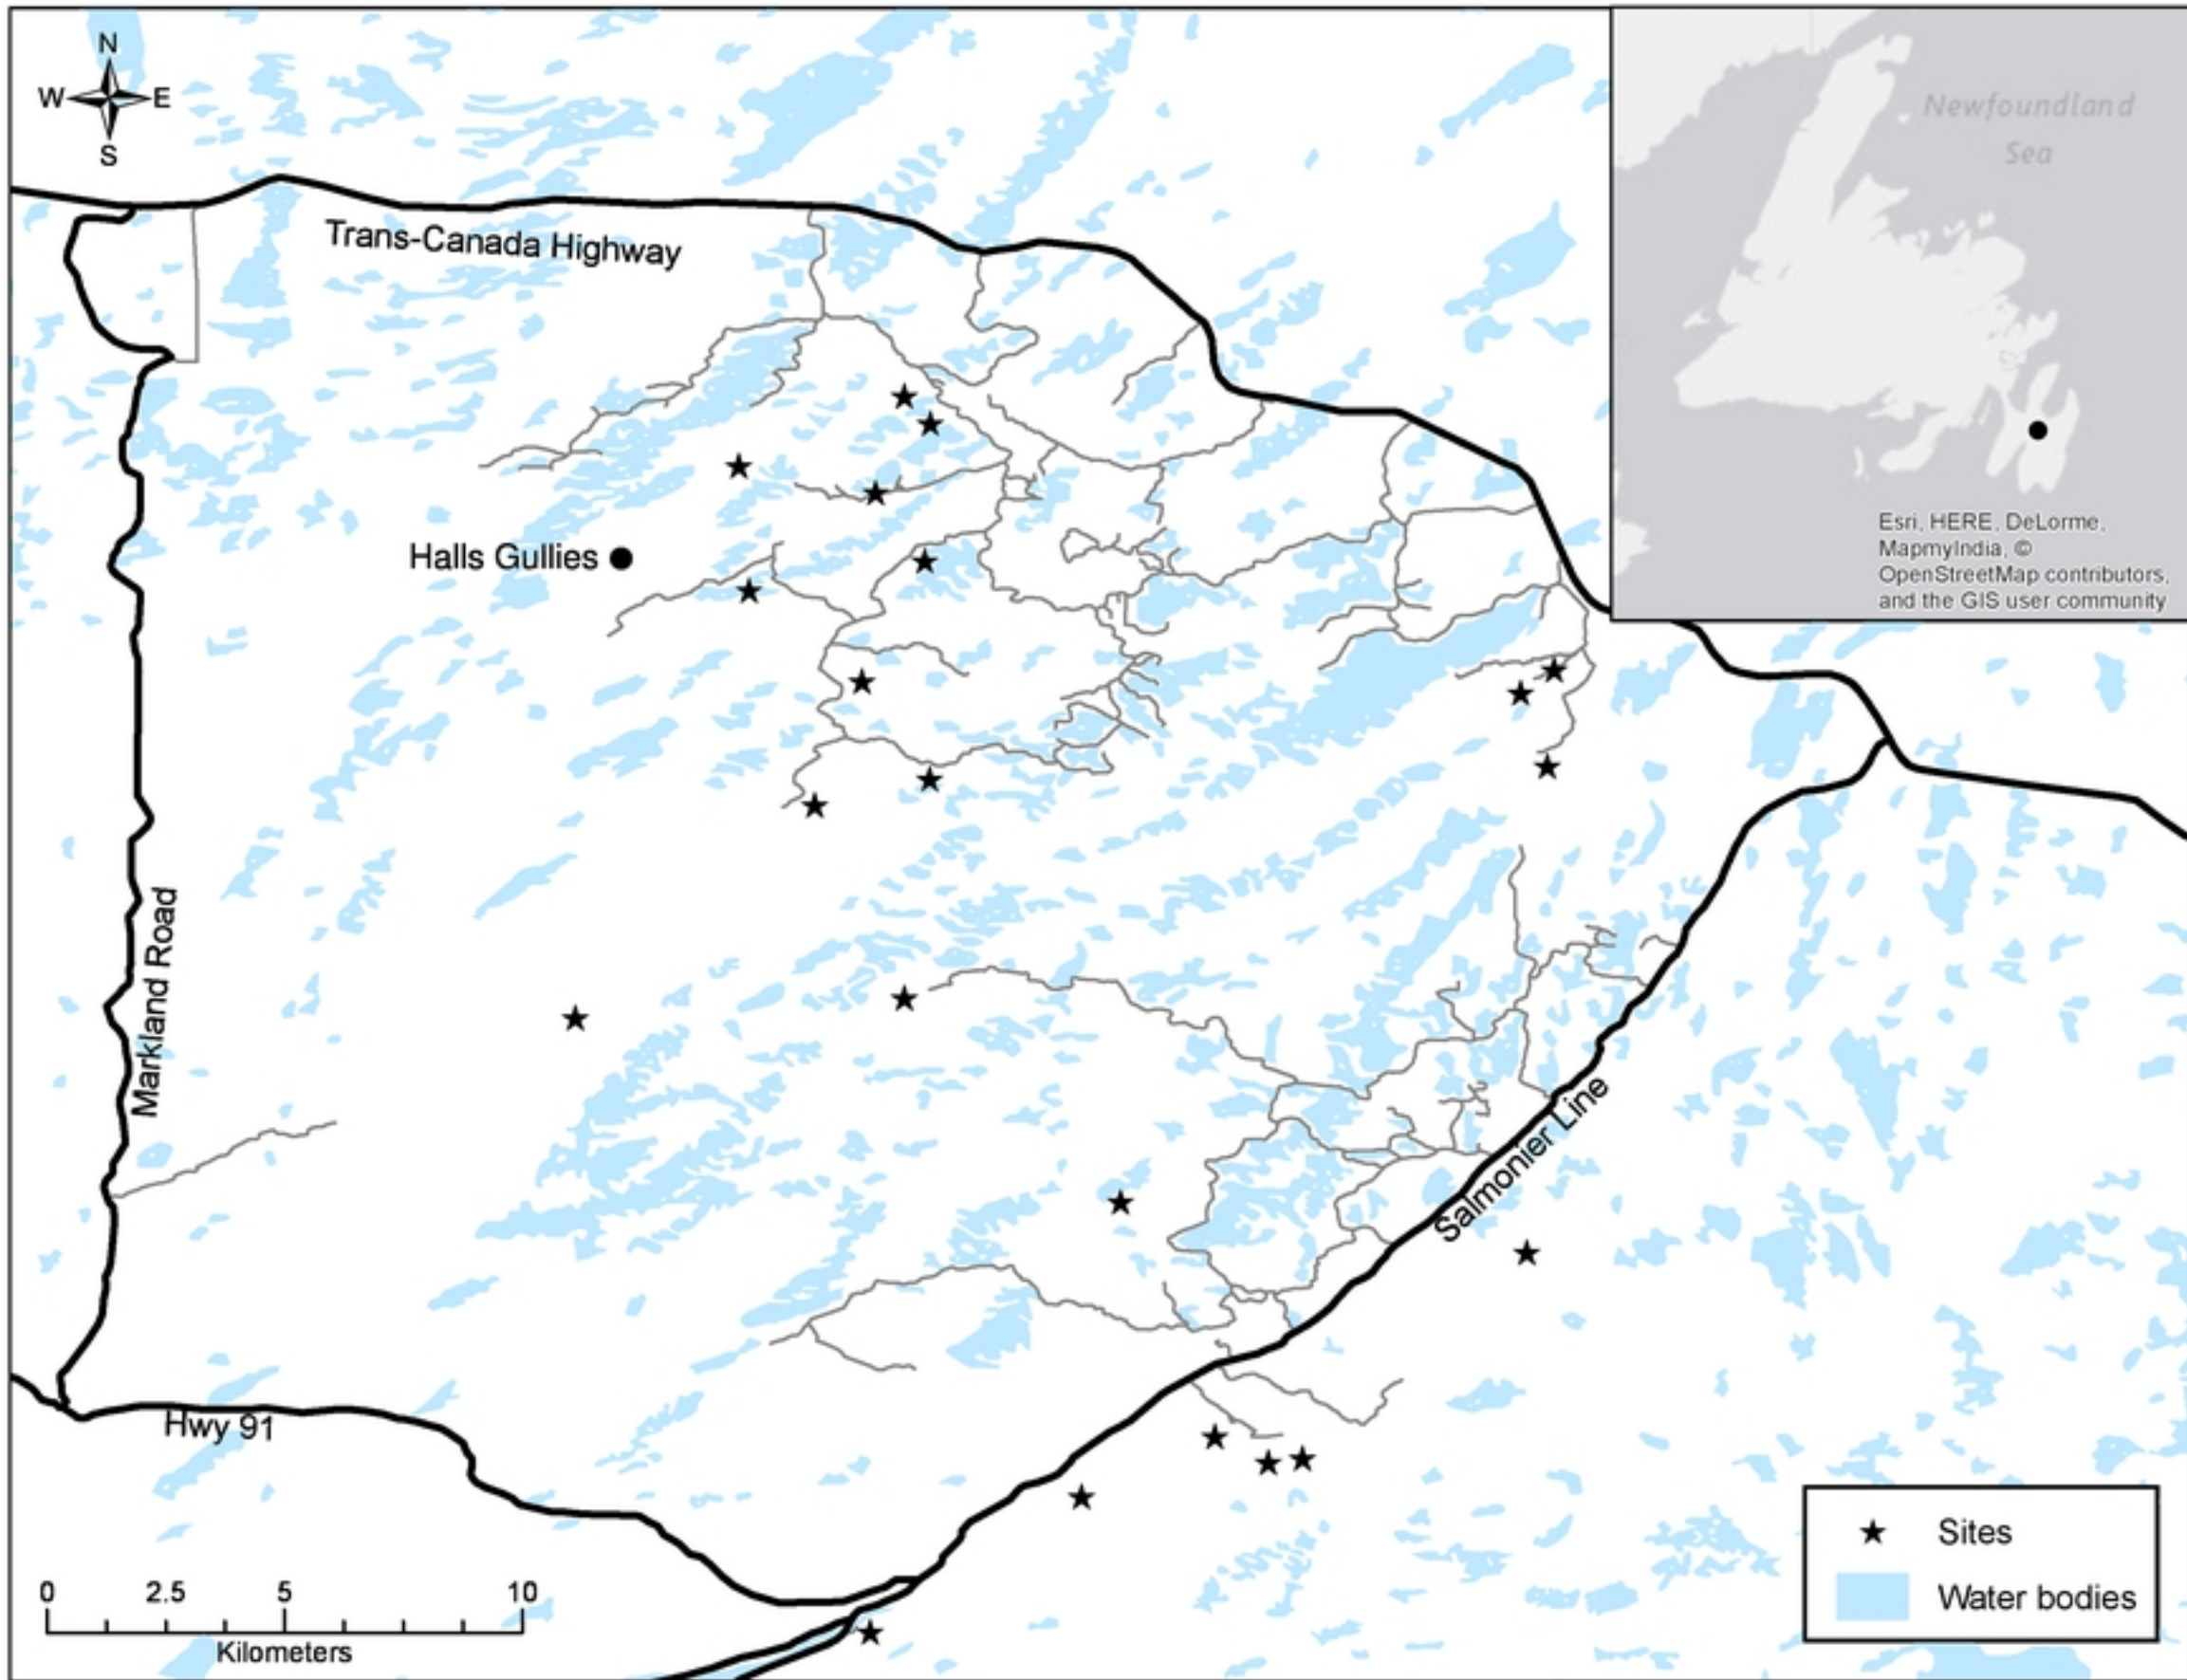 N
W E
S
Newfoundland
Sea
Trans-Canada Highway
Esri, HERE, DeLorme,
MapmyIndia, ©
OpenStreetMap contributors,
and the GIS user community
Halls Gullies
Markland Road
Salmonier Line
Hwy 91
Sites
Water bodies
0 2.5 5 10
Kilometers